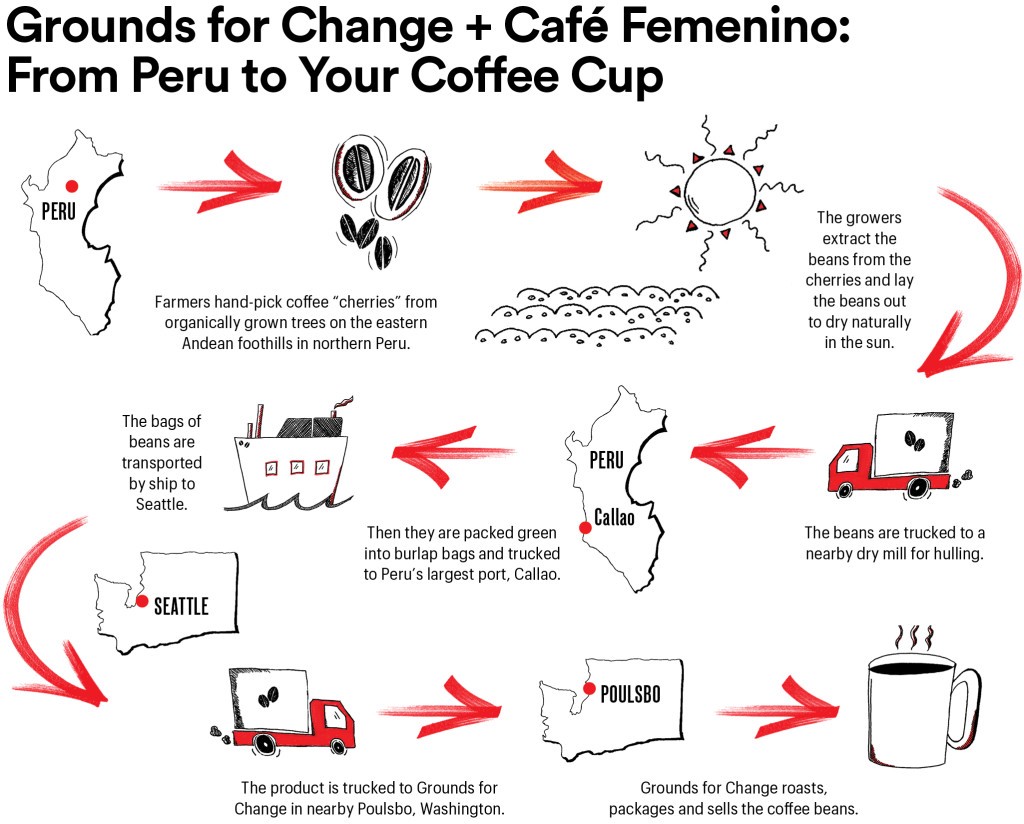 Grounds for Change + Café Femenino:
From Peru to Your Coffee Cup
PERU
Farmers hand-pick coffee “cherries” from
organically grown trees on the eastern
Andean foothills in northern Peru.
The growers
extract the
beans from the
cherries and lay
the beans out
to dry naturally
in the sun.
The beans are trucked to a
nearby dry mill for hulling.
PERU
Callao
Then they are packed green
into burlap bags and trucked
to Peru’s largest port, Callao.
The bags of
beans are
transported
by ship to
Seattle.
SEATTLE
The product is trucked to Grounds for
Change in nearby Poulsbo, Washington.
POULSBO
Grounds for Change roasts,
packages and sells the coffee beans.